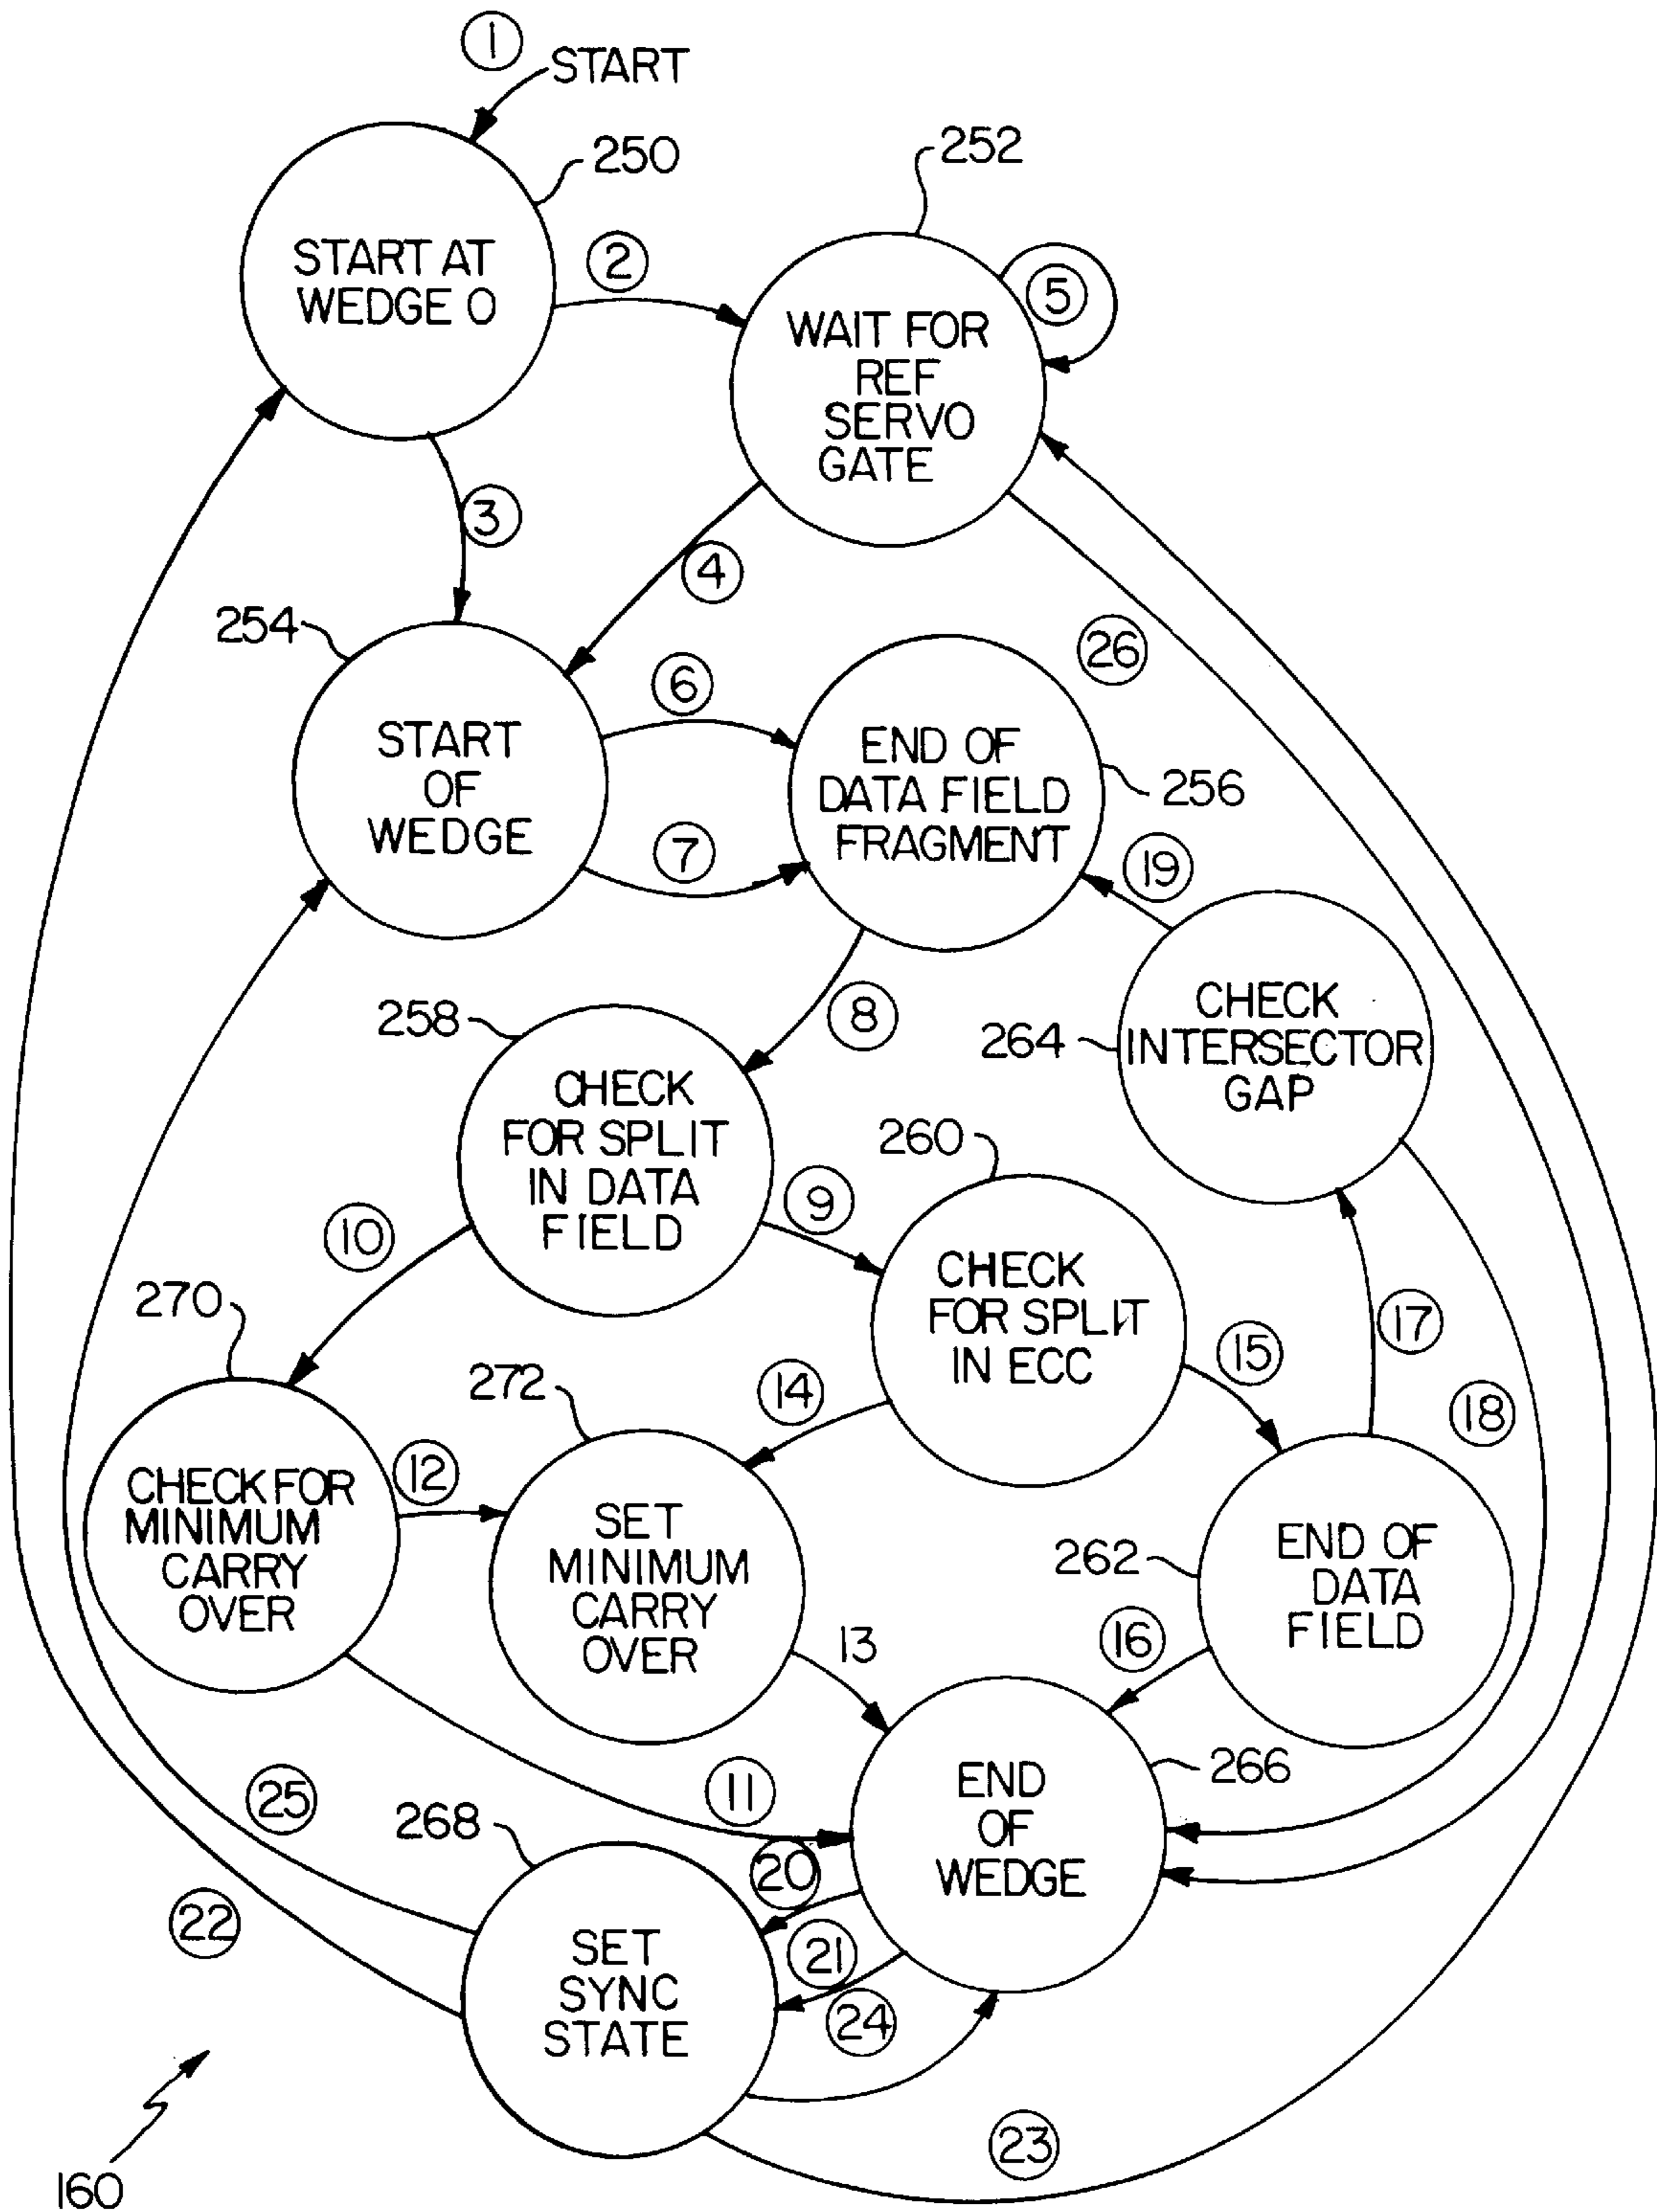 1
START
250
252
START AT
WEDGE 0
2
5
WAIT FOR
REF
SERVO
GATE
3
4
254
26
6
START
OF
WEDGE
END OF
DATA FIELD
FRAGMENT
256
7
19
258
8
CHECK
INTERSECTOR
GAP
264
CHECK
FOR SPLIT
IN DATA
FIELD
260
9
10
CHECK
FOR SPLIT
IN ECC
270
17
15
272
14
18
CHECK FOR
MINIMUM
CARRY
OVER
12
SET
MINIMUM
CARRY
OVER
262
END OF
DATA
FIELD
13
16
11
266
25
268
END
OF
WEDGE
20
22
21
SET
SYNC
STATE
24
23
160